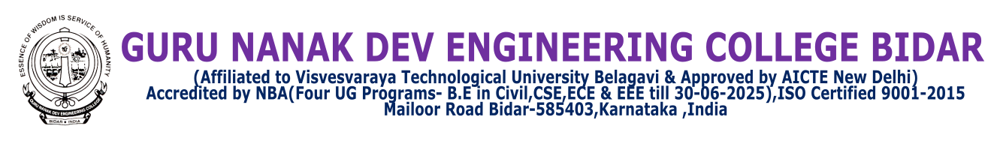 ESSENCE OF WISDOM IS SERVICE OF HUMANITY
GURU NANAK DEV ENGINEERING COLLEGE
BIDAR • INDIA
GURU NANAK DEV ENGINEERING COLLEGE BIDAR
(Affiliated to Visvesvaraya Technological University Belagavi & Approved by AICTE New Delhi)
Accredited by NBA(Four UG Programs- B.E in Civil,CSE,ECE & EEE till 30-06-2025),ISO Certified 9001-2015
Mailoor Road Bidar-585403,Karnataka ,India